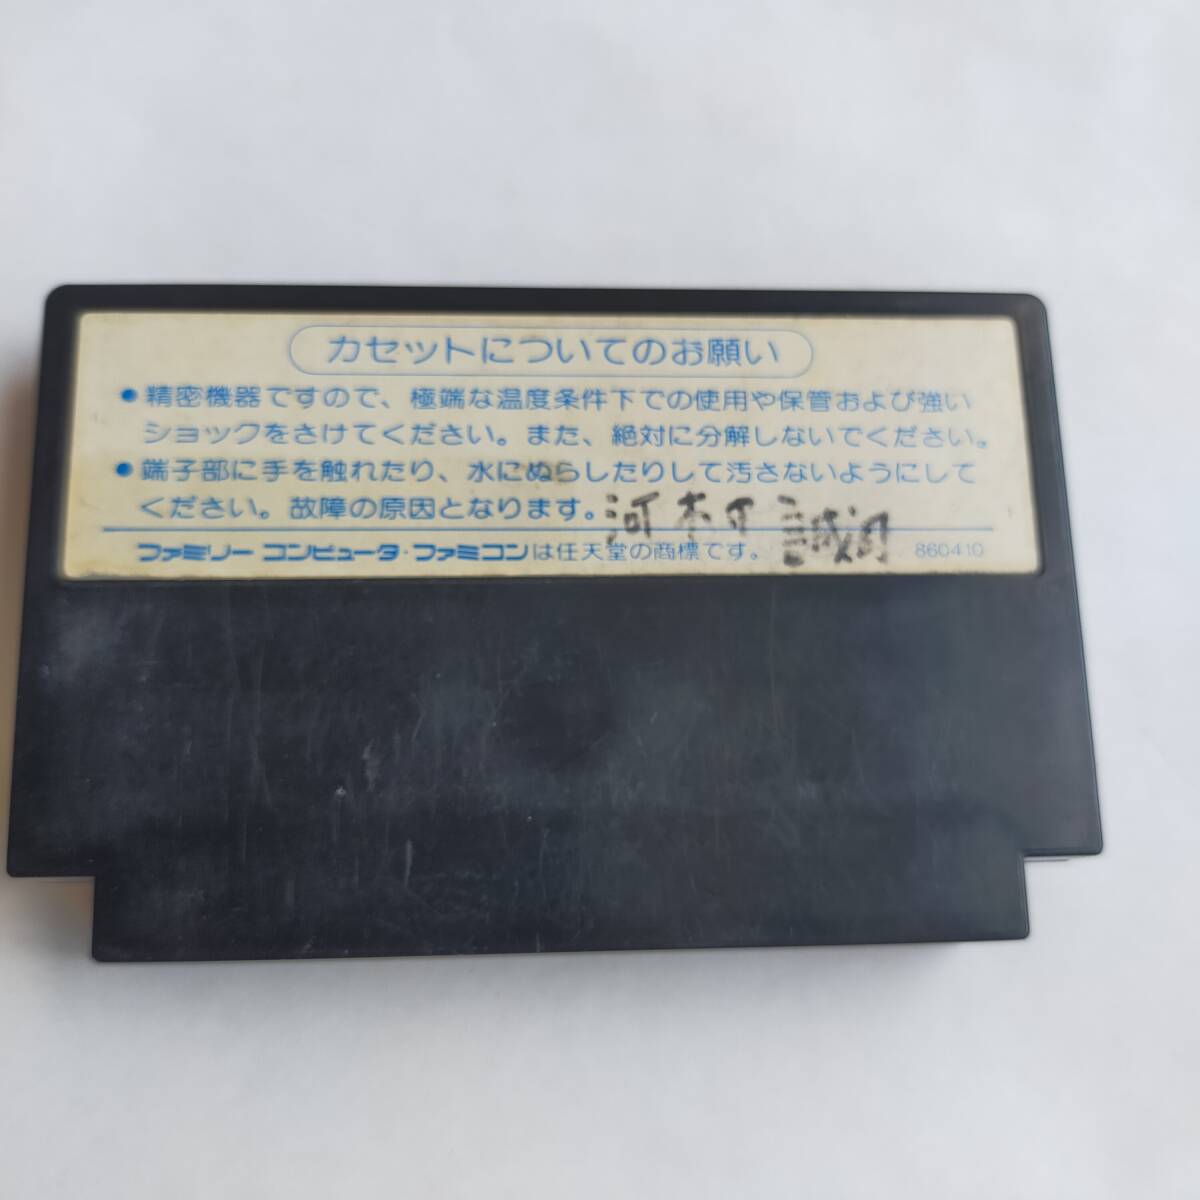 カセットについてのお願い
●精密機器ですので、極端な温度条件下での使用や保管および強い
ショックをさけてください。また、絶対に分解しないでください。
●端子部に手を触れたり、水にぬらしたりして汚さないようにして
ください。故障の原因となります。
ファミリー コンピュータ・ファミコンは任天堂の商標です。 860410